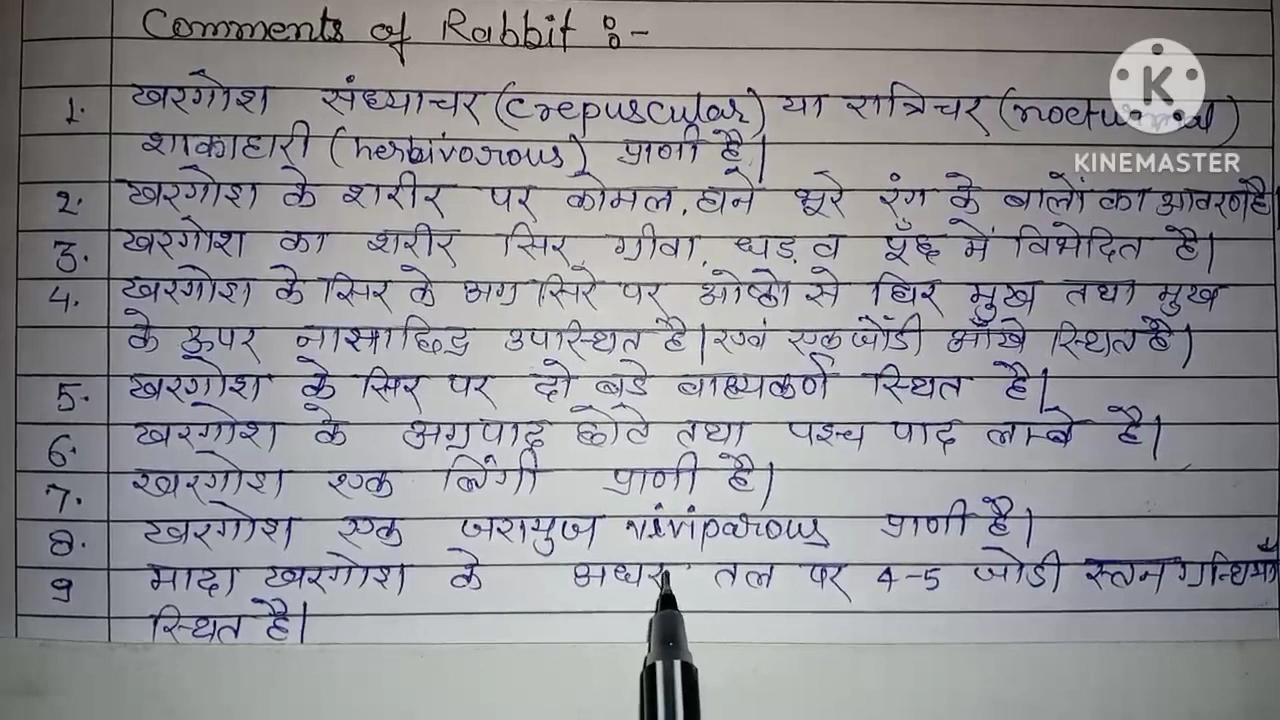 Comments of Rabbit :-
1. खरगोश संध्याचर (crepuscular) या रात्रिचर (nocturnal)
शाकाहारी (herbivorous) प्राणी है।
2. खरगोश के शरीर पर कोमल, घने भूरे रंग के बालों का आवरण है।
3. खरगोश का शरीर सिर, ग्रीवा, धड़ व पूँछ में विभेदित है।
4. खरगोश के सिर के अग्र सिरे पर ओष्ठो से घिर मुख तथा मुख
के ऊपर नासाछिद्र उपस्थित है। एवं एक जोडी आँखे स्थित है।
5. खरगोश के सिर पर दो बडे बाह्यकर्ण स्थित है।
6. खरगोश के अग्रपाद छोटे तथा पश्च पाद लम्बे है।
7. खरगोश एक लिंगी प्राणी है।
8. खरगोश एक जरायुज viviparous प्राणी है।
9 मादा खरगोश के अधर तल पर 4-5 जोडी स्तन ग्रन्थियाँ
स्थित है।
K
KINEMASTER